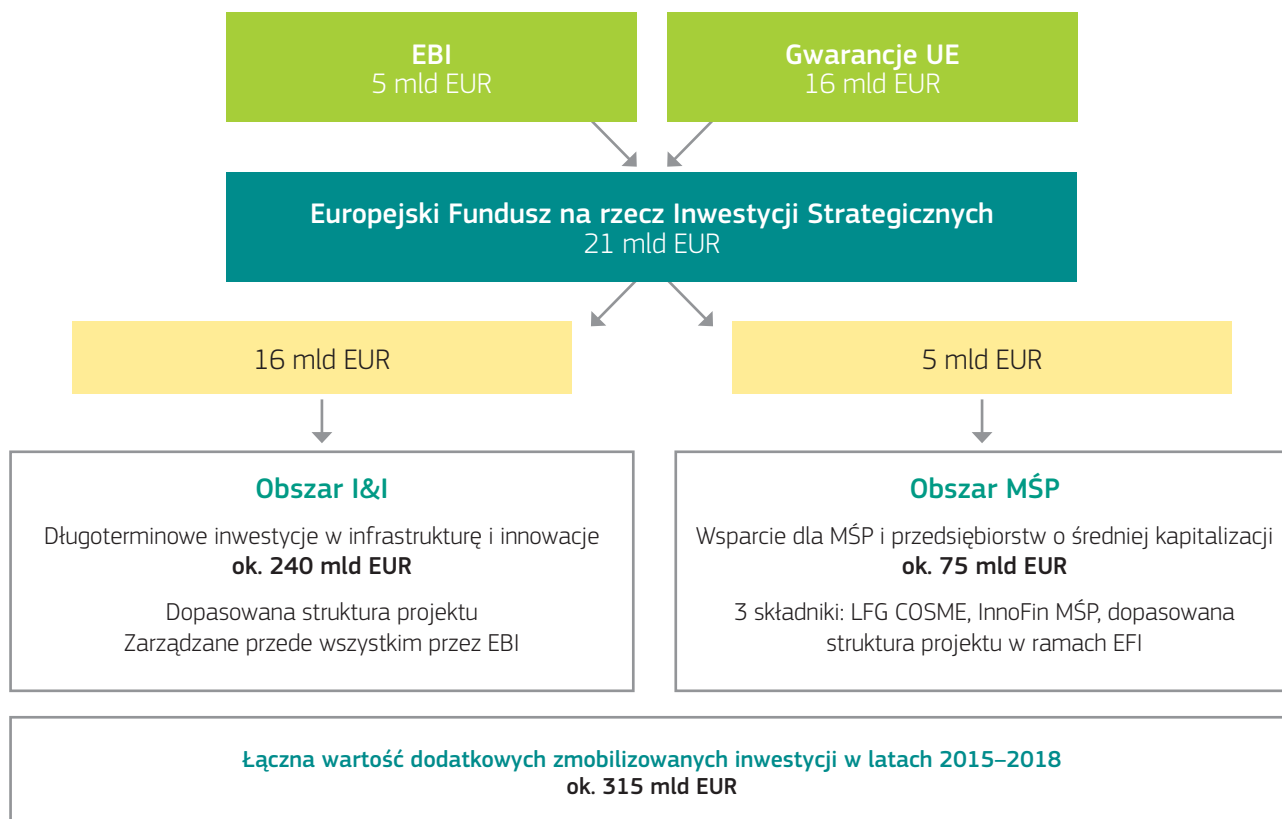 EBI
5 mld EUR
Gwarancje UE
16 mld EUR
Europejski Fundusz na rzecz Inwestycji Strategicznych
21 mld EUR
16 mld EUR
5 mld EUR
Obszar I&I
Długoterminowe inwestycje w infrastrukturę i innowacje
ok. 240 mld EUR
Dopasowana struktura projektu
Zarządzane przede wszystkim przez EBI
Obszar MŚP
Wsparcie dla MŚP i przedsiębiorstw o średniej kapitalizacji
ok. 75 mld EUR
3 składniki: LFG COSME, InnoFin MŚP, dopasowana
struktura projektu w ramach EFI
Łączna wartość dodatkowych zmobilizowanych inwestycji w latach 2015–2018
ok. 315 mld EUR